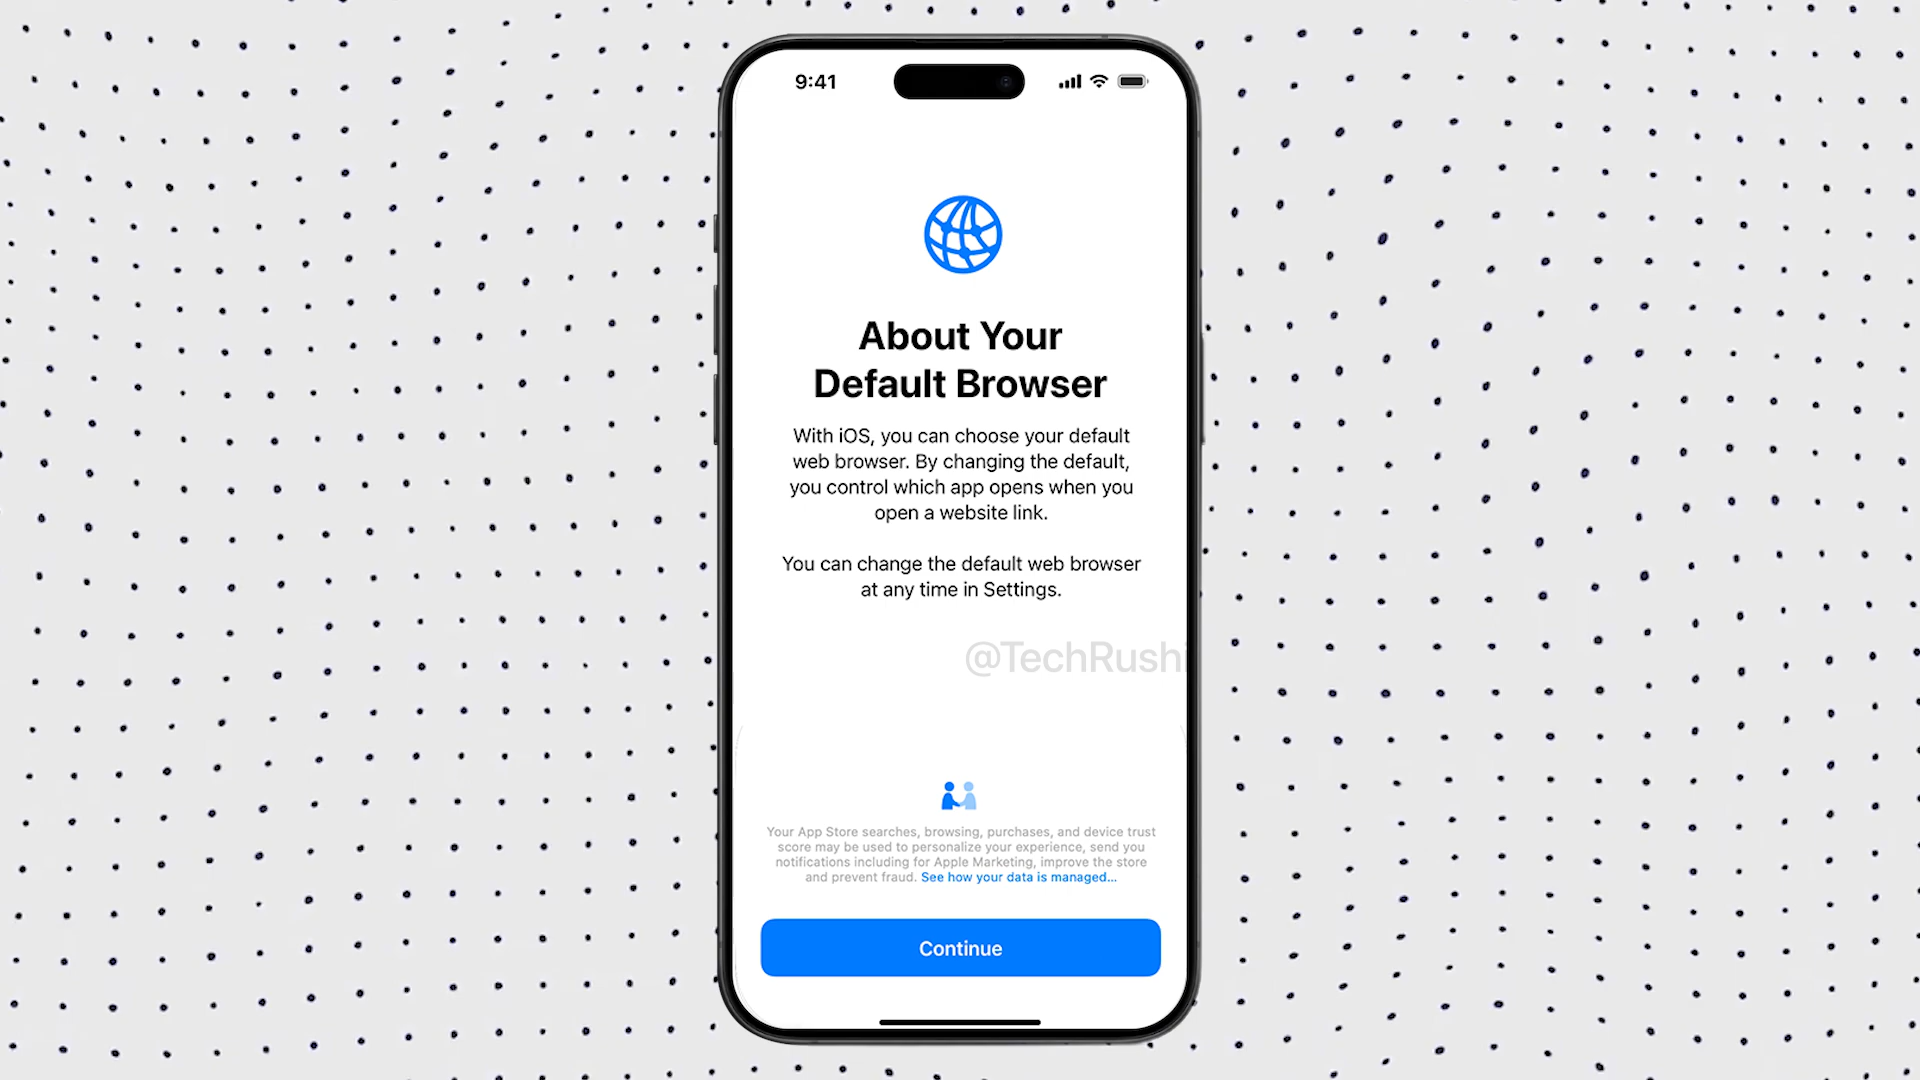 9:41
About Your
Default Browser
With iOS, you can choose your default
web browser. By changing the default,
you control which app opens when you
open a website link.
You can change the default web browser
at any time in Settings.
@TechRushi
Your App Store searches, browsing, purchases, and device trust
score may be used to personalize your experience, send you
notifications including for Apple Marketing, improve the store
and prevent fraud. See how your data is managed...
Continue